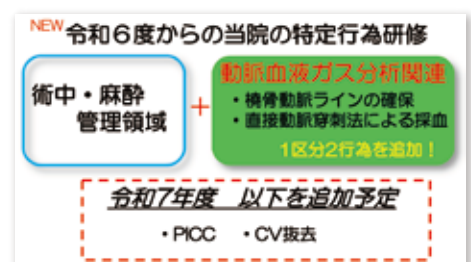 NEW 令和6度からの当院の特定行為研修
術中・麻酔
管理領域
+
動脈血液ガス分析関連
・橈骨動脈ラインの確保
・直接動脈穿刺法による採血
1区分2行為を追加！
令和7年度 以下を追加予定
・PICC ・CV抜去